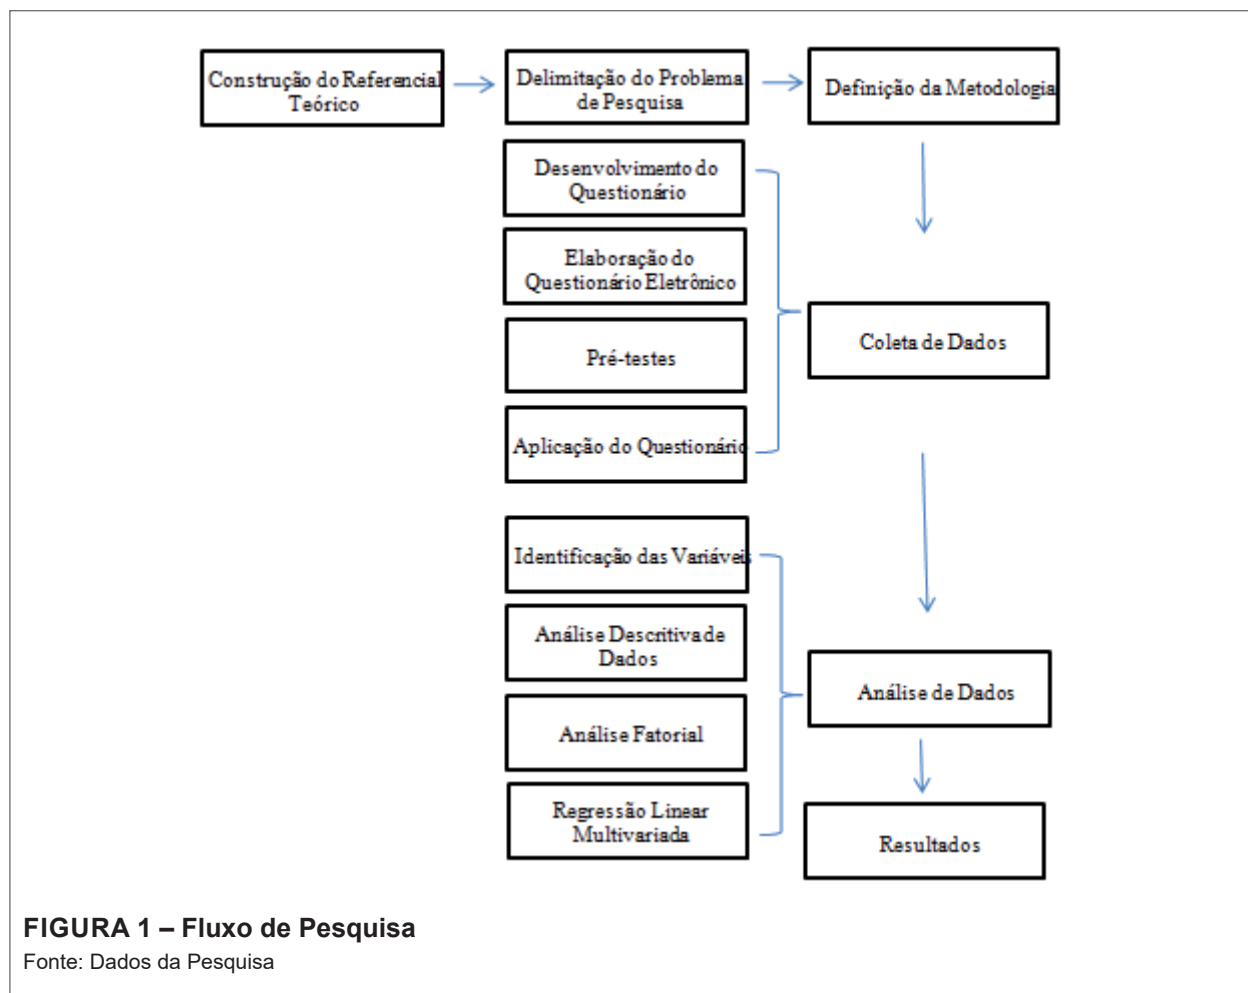 Construção do Referencial
Teórico
Delimitação do Problema
de Pesquisa
Definição da Metodologia
Desenvolvimento do
Questionário
Elaboração do
Questionário Eletrônico
Pré-testes
Aplicação do Questionário
Coleta de Dados
Identificação das Variáveis
Análise Descritiva de
Dados
Análise Fatorial
Regressão Linear
Multivariada
Análise de Dados
Resultados
FIGURA 1 – Fluxo de Pesquisa
Fonte: Dados da Pesquisa